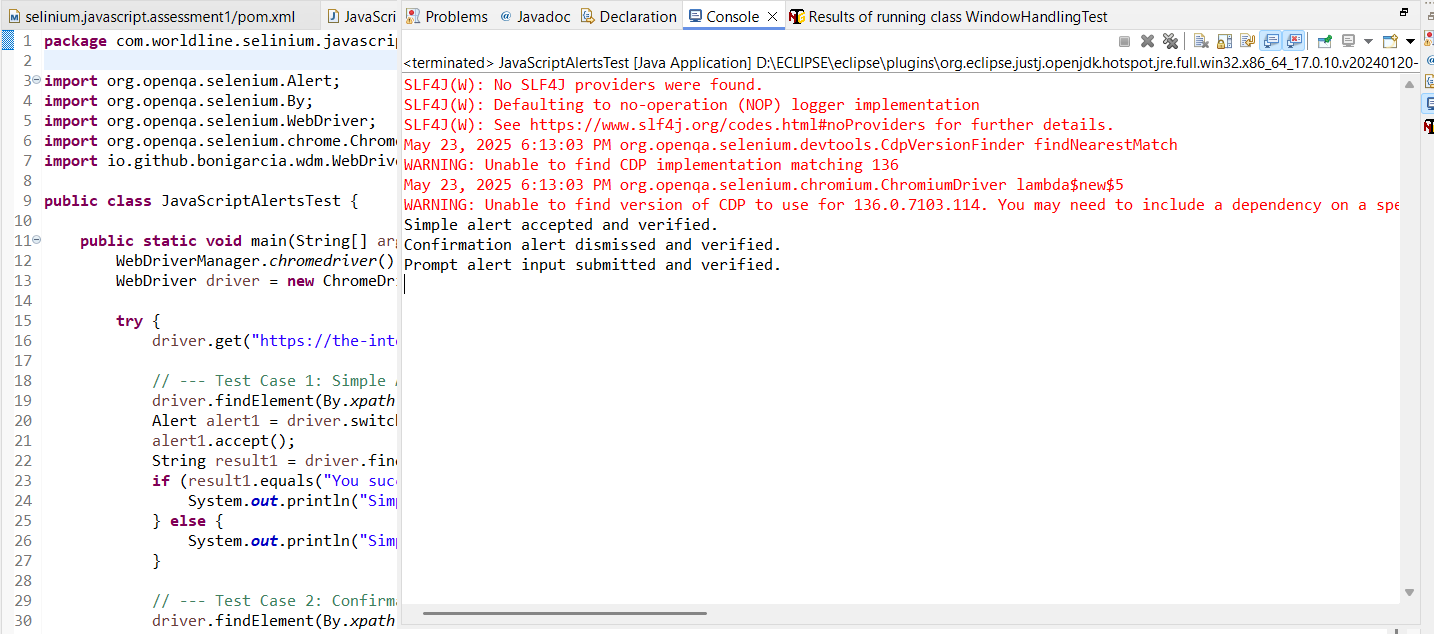 selinium.javascript.assessment1/pom.xml
JavaScri
Problems
@ Javadoc
Declaration
Console
Results of running class WindowHandlingTest
<terminated> JavaScriptAlertsTest [Java Application] D:\ECLIPSE\eclipse\plugins\org.eclipse.justj.openjdk.hotspot.jre.full.win32.x86_64_17.0.10.v20240120-
1 package com.worldline.selinium.javascri
2
3 import org.openqa.selenium.Alert;
4 import org.openqa.selenium.By;
5 import org.openqa.selenium.WebDriver;
6 import org.openqa.selenium.chrome.Chrom
7 import io.github.bonigarcia.wdm.WebDriv
8
9 public class JavaScriptAlertsTest {
10
11 public static void main(String[] ar
12 WebDriverManager.chromedriver()
13 WebDriver driver = new ChromeDr
14
15 try {
16 driver.get("https://the-int
17
18 // --- Test Case 1: Simple
19 driver.findElement(By.xpath
20 Alert alert1 = driver.switc
21 alert1.accept();
22 String result1 = driver.fin
23 if (result1.equals("You suc
24 System.out.println("Sim
25 } else {
26 System.out.println("Sim
27 }
28
29 // --- Test Case 2: Confirm
30 driver.findElement(By.xpath
SLF4J(W): No SLF4J providers were found.
SLF4J(W): Defaulting to no-operation (NOP) logger implementation
SLF4J(W): See https://www.slf4j.org/codes.html#noProviders for further details.
May 23, 2025 6:13:03 PM org.openqa.selenium.devtools.CdpVersionFinder findNearestMatch
WARNING: Unable to find CDP implementation matching 136
May 23, 2025 6:13:03 PM org.openqa.selenium.chromium.ChromiumDriver lambda$new$5
WARNING: Unable to find version of CDP to use for 136.0.7103.114. You may need to include a dependency on a spe
Simple alert accepted and verified.
Confirmation alert dismissed and verified.
Prompt alert input submitted and verified.